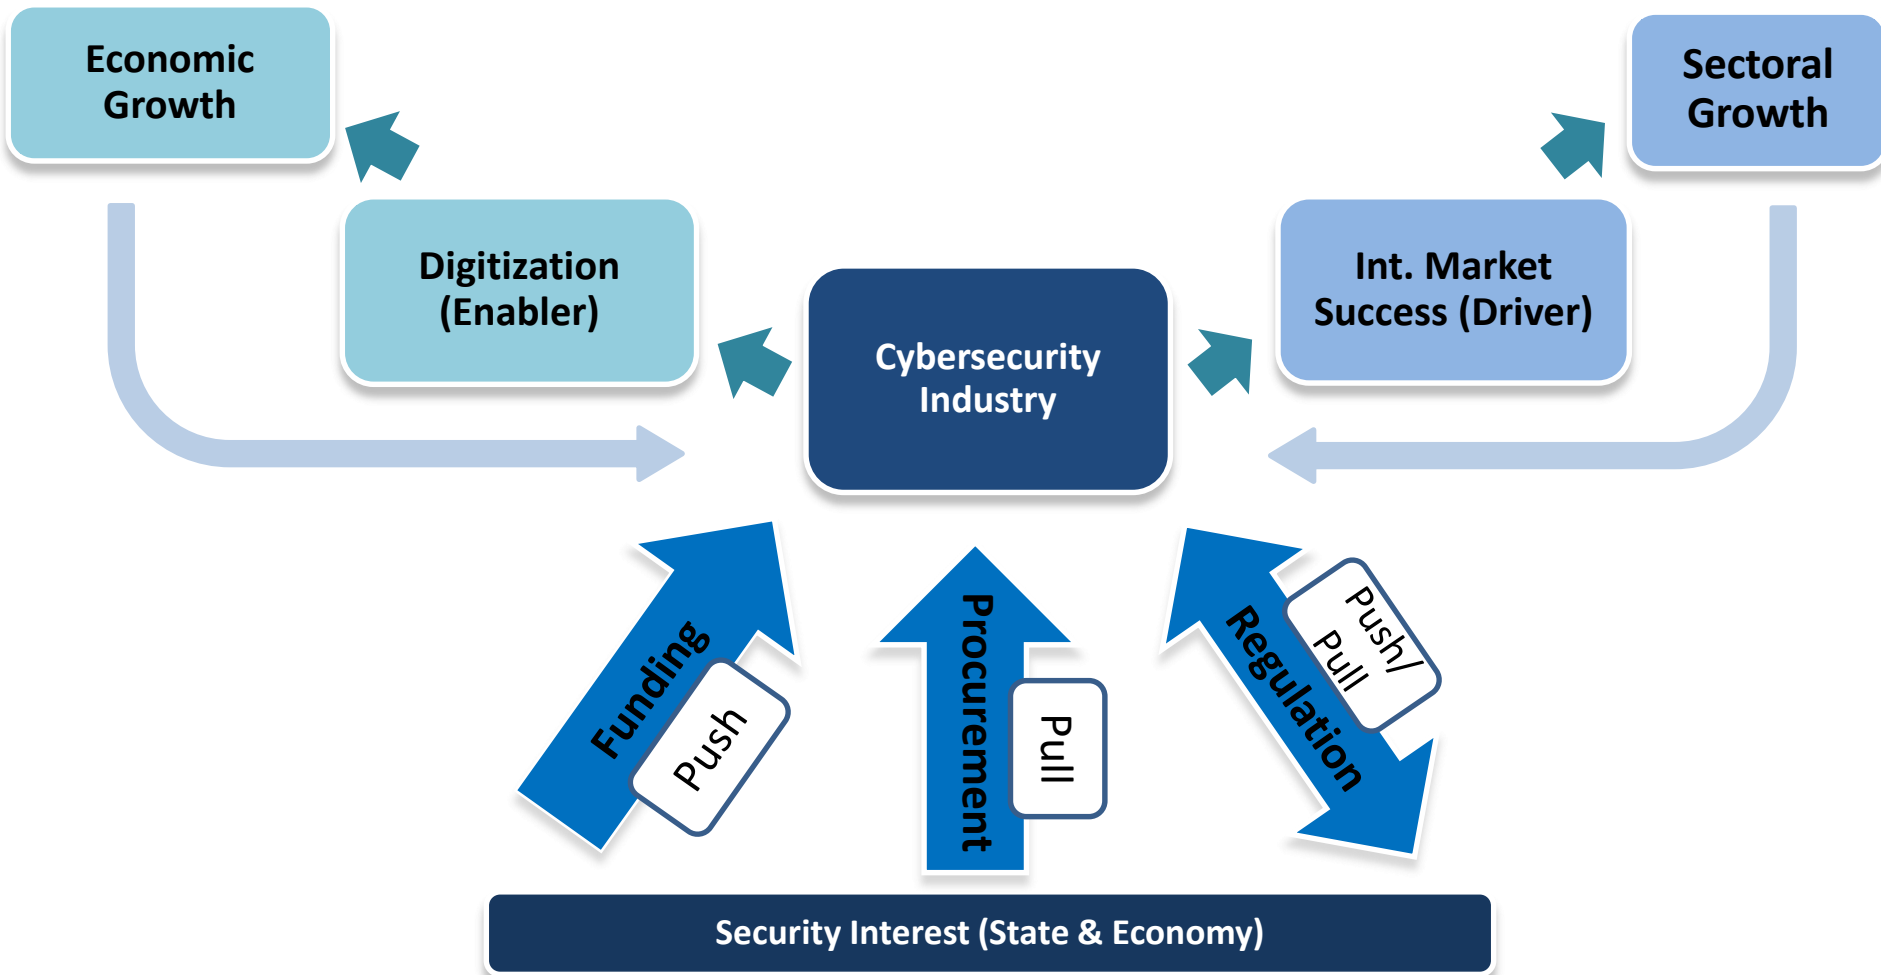 Economic
Growth
Sectoral
Growth
Digitization
(Enabler)
Int. Market
Success (Driver)
Cybersecurity
Industry
Funding
Push
Procurement
Pull
Regulation
Push/
Pull
Security Interest (State & Economy)